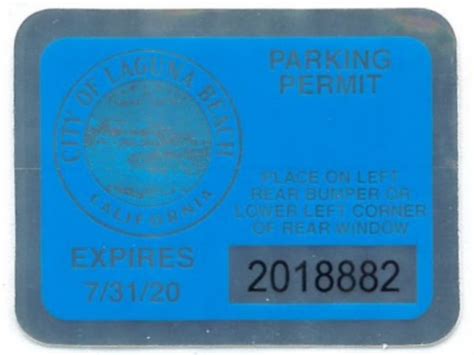 PARKING
PERMIT
CITY OF LAGUNA BEACH
CALIFORNIA
PLACE ON LEFT
REAR BUMPER OR
LOWER LEFT CORNER
OF REAR WINDOW
EXPIRES
7/31/20
2018882